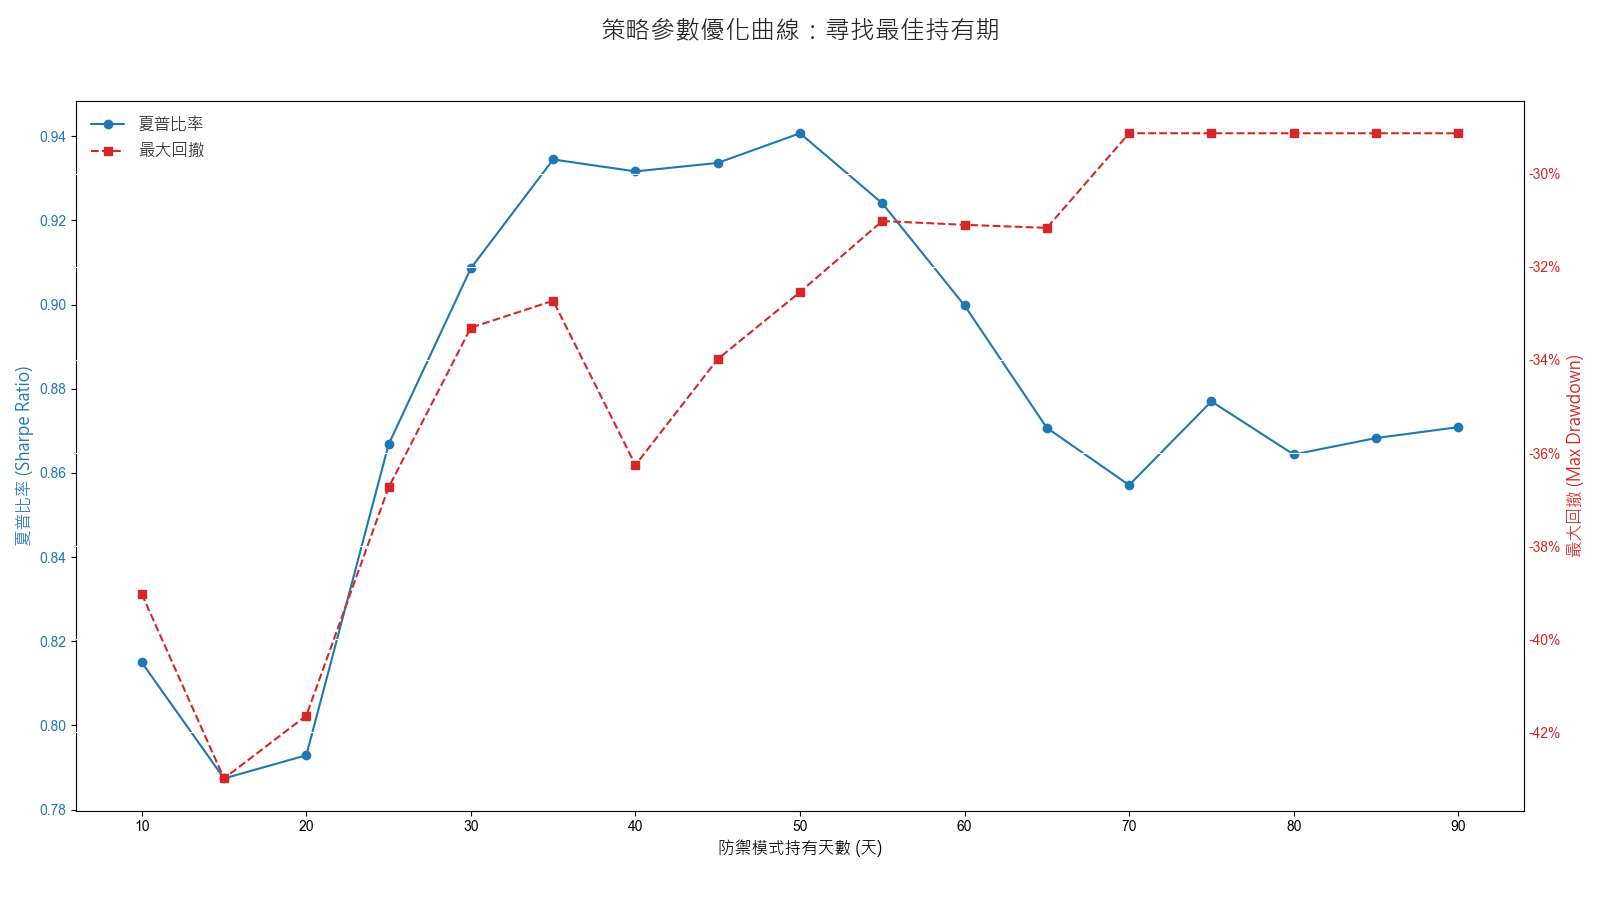 策略參數優化曲線：尋找最佳持有期
夏普比率
最大回撤
0.94
0.92
0.90
0.88
0.86
0.84
0.82
0.80
0.78
夏普比率 (Sharpe Ratio)
-30%
-32%
-34%
-36%
-38%
-40%
-42%
最大回撤 (Max Drawdown)
10 20 30 40 50 60 70 80 90
防禦模式持有天數 (天)